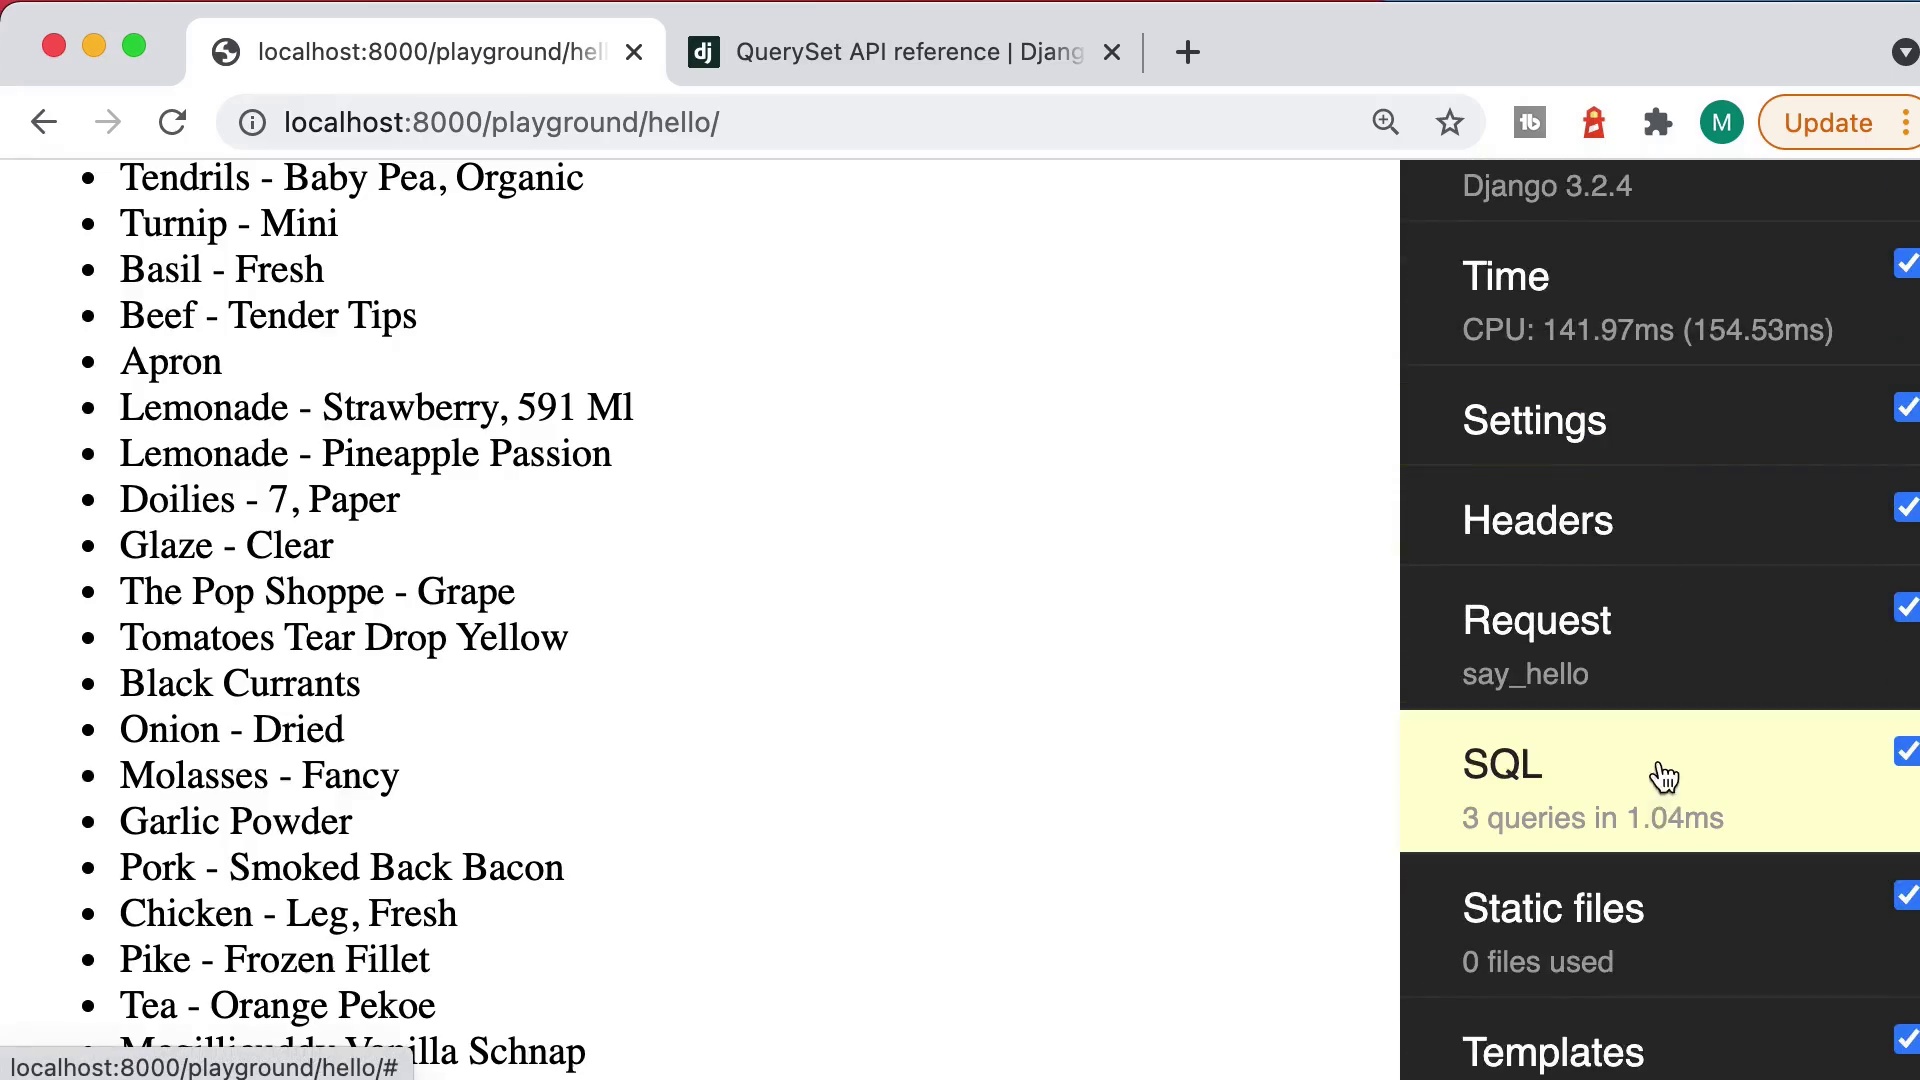 localhost:8000/playground/hel
QuerySet API reference | Djang
localhost:8000/playground/hello/
M
Update
Tendrils - Baby Pea, Organic
Turnip - Mini
Basil - Fresh
Beef - Tender Tips
Apron
Lemonade - Strawberry, 591 Ml
Lemonade - Pineapple Passion
Doilies - 7, Paper
Glaze - Clear
The Pop Shoppe - Grape
Tomatoes Tear Drop Yellow
Black Currants
Onion - Dried
Molasses - Fancy
Garlic Powder
Pork - Smoked Back Bacon
Chicken - Leg, Fresh
Pike - Frozen Fillet
Tea - Orange Pekoe
Vanilla Schnap
localhost:8000/playground/hello/#
Django 3.2.4
Time
CPU: 141.97ms (154.53ms)
Settings
Headers
Request
say_hello
SQL
3 queries in 1.04ms
Static files
0 files used
Templates